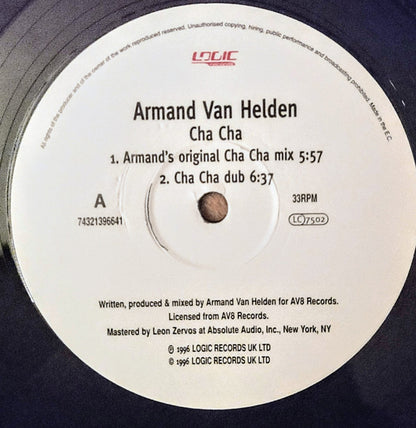 All rights of the producer and of the owner of the work reproduced reserved. Unauthorised copying, hiring, public performance and broadcasting prohibited. Made in the E.C.
LOGIC
RECORDS
Armand Van Helden
Cha Cha
1. Armand's original Cha Cha mix 5:57
2. Cha Cha dub 6:37
A 33RPM
74321396641 LC 7502
Written, produced & mixed by Armand Van Helden for AV8 Records.
Licensed from AV8 Records.
Mastered by Leon Zervos at Absolute Audio, Inc., New York, NY
℗ 1996 LOGIC RECORDS UK LTD
© 1996 LOGIC RECORDS UK LTD